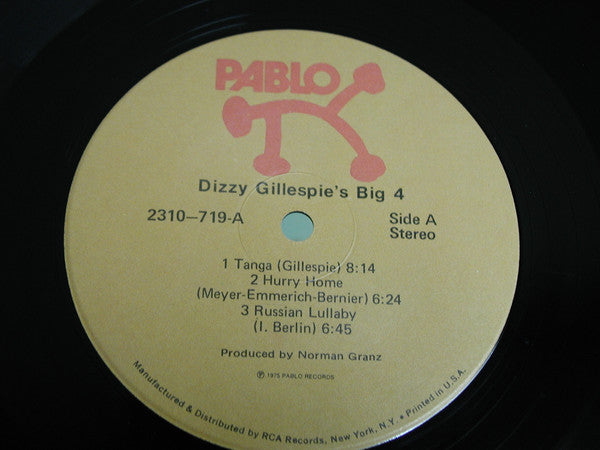 PABLO
Dizzy Gillespie's Big 4
2310—719-A
Side A
Stereo
1 Tanga (Gillespie) 8:14
2 Hurry Home
(Meyer-Emmerich-Bernier) 6:24
3 Russian Lullaby
(I. Berlin) 6:45
Produced by Norman Granz
℗ 1975 PABLO RECORDS
Manufactured & Distributed by RCA Records, New York, N.Y. • Printed in U.S.A.